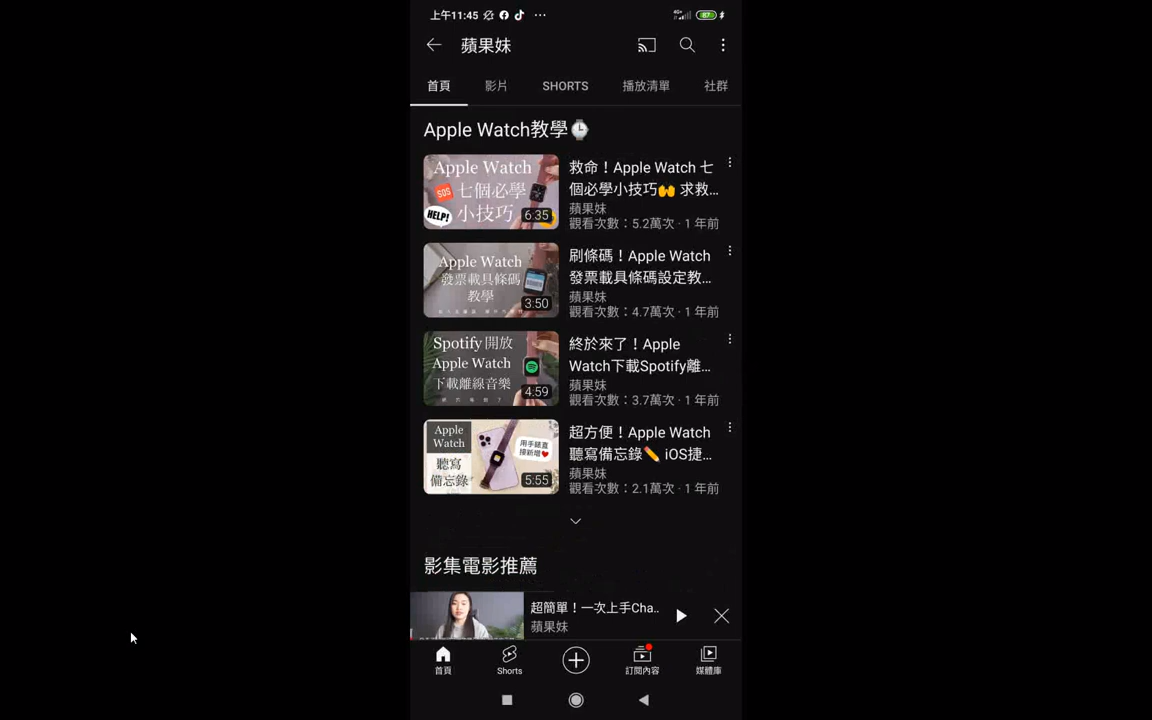 上午11:45
4G+
87
蘋果妹
首頁 影片 SHORTS 播放清單 社群
Apple Watch教學
Apple Watch
SOS 七個必學
HELP! 小技巧
6:35
救命！Apple Watch 七
個必學小技巧🙌 求救...
蘋果妹
觀看次數：5.2萬次 · 1 年前
Apple Watch
發票載具條碼
教學
3:50
刷條碼！Apple Watch
發票載具條碼設定教...
蘋果妹
觀看次數：4.7萬次 · 1 年前
Spotify 開放
Apple Watch
下載離線音樂
4:59
終於來了！Apple
Watch下載Spotify離...
蘋果妹
觀看次數：3.7萬次 · 1 年前
Apple
Watch
聽寫
備忘錄
用手錶直
接新增
5:55
超方便！Apple Watch
聽寫備忘錄✏️ iOS捷...
蘋果妹
觀看次數：2.1萬次 · 1 年前
影集電影推薦
超簡單！一次上手Cha..
蘋果妹
首頁 Shorts 訂閱內容 媒體庫